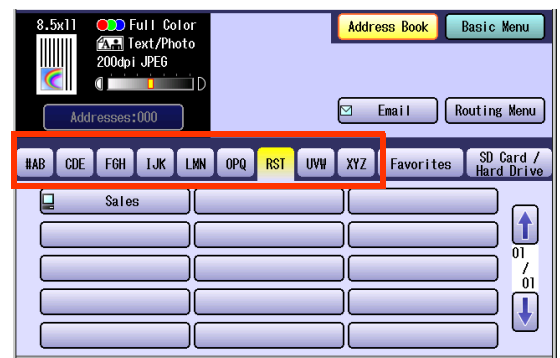 8.5x11 Full Color
Text/Photo
200dpi JPEG
Address Book Basic Menu
D
Addresses:000
Email Routing Menu
#AB CDE FGH IJK LMN OPQ RST UVW XYZ Favorites SD Card / Hard Drive
Sales
01
/
01